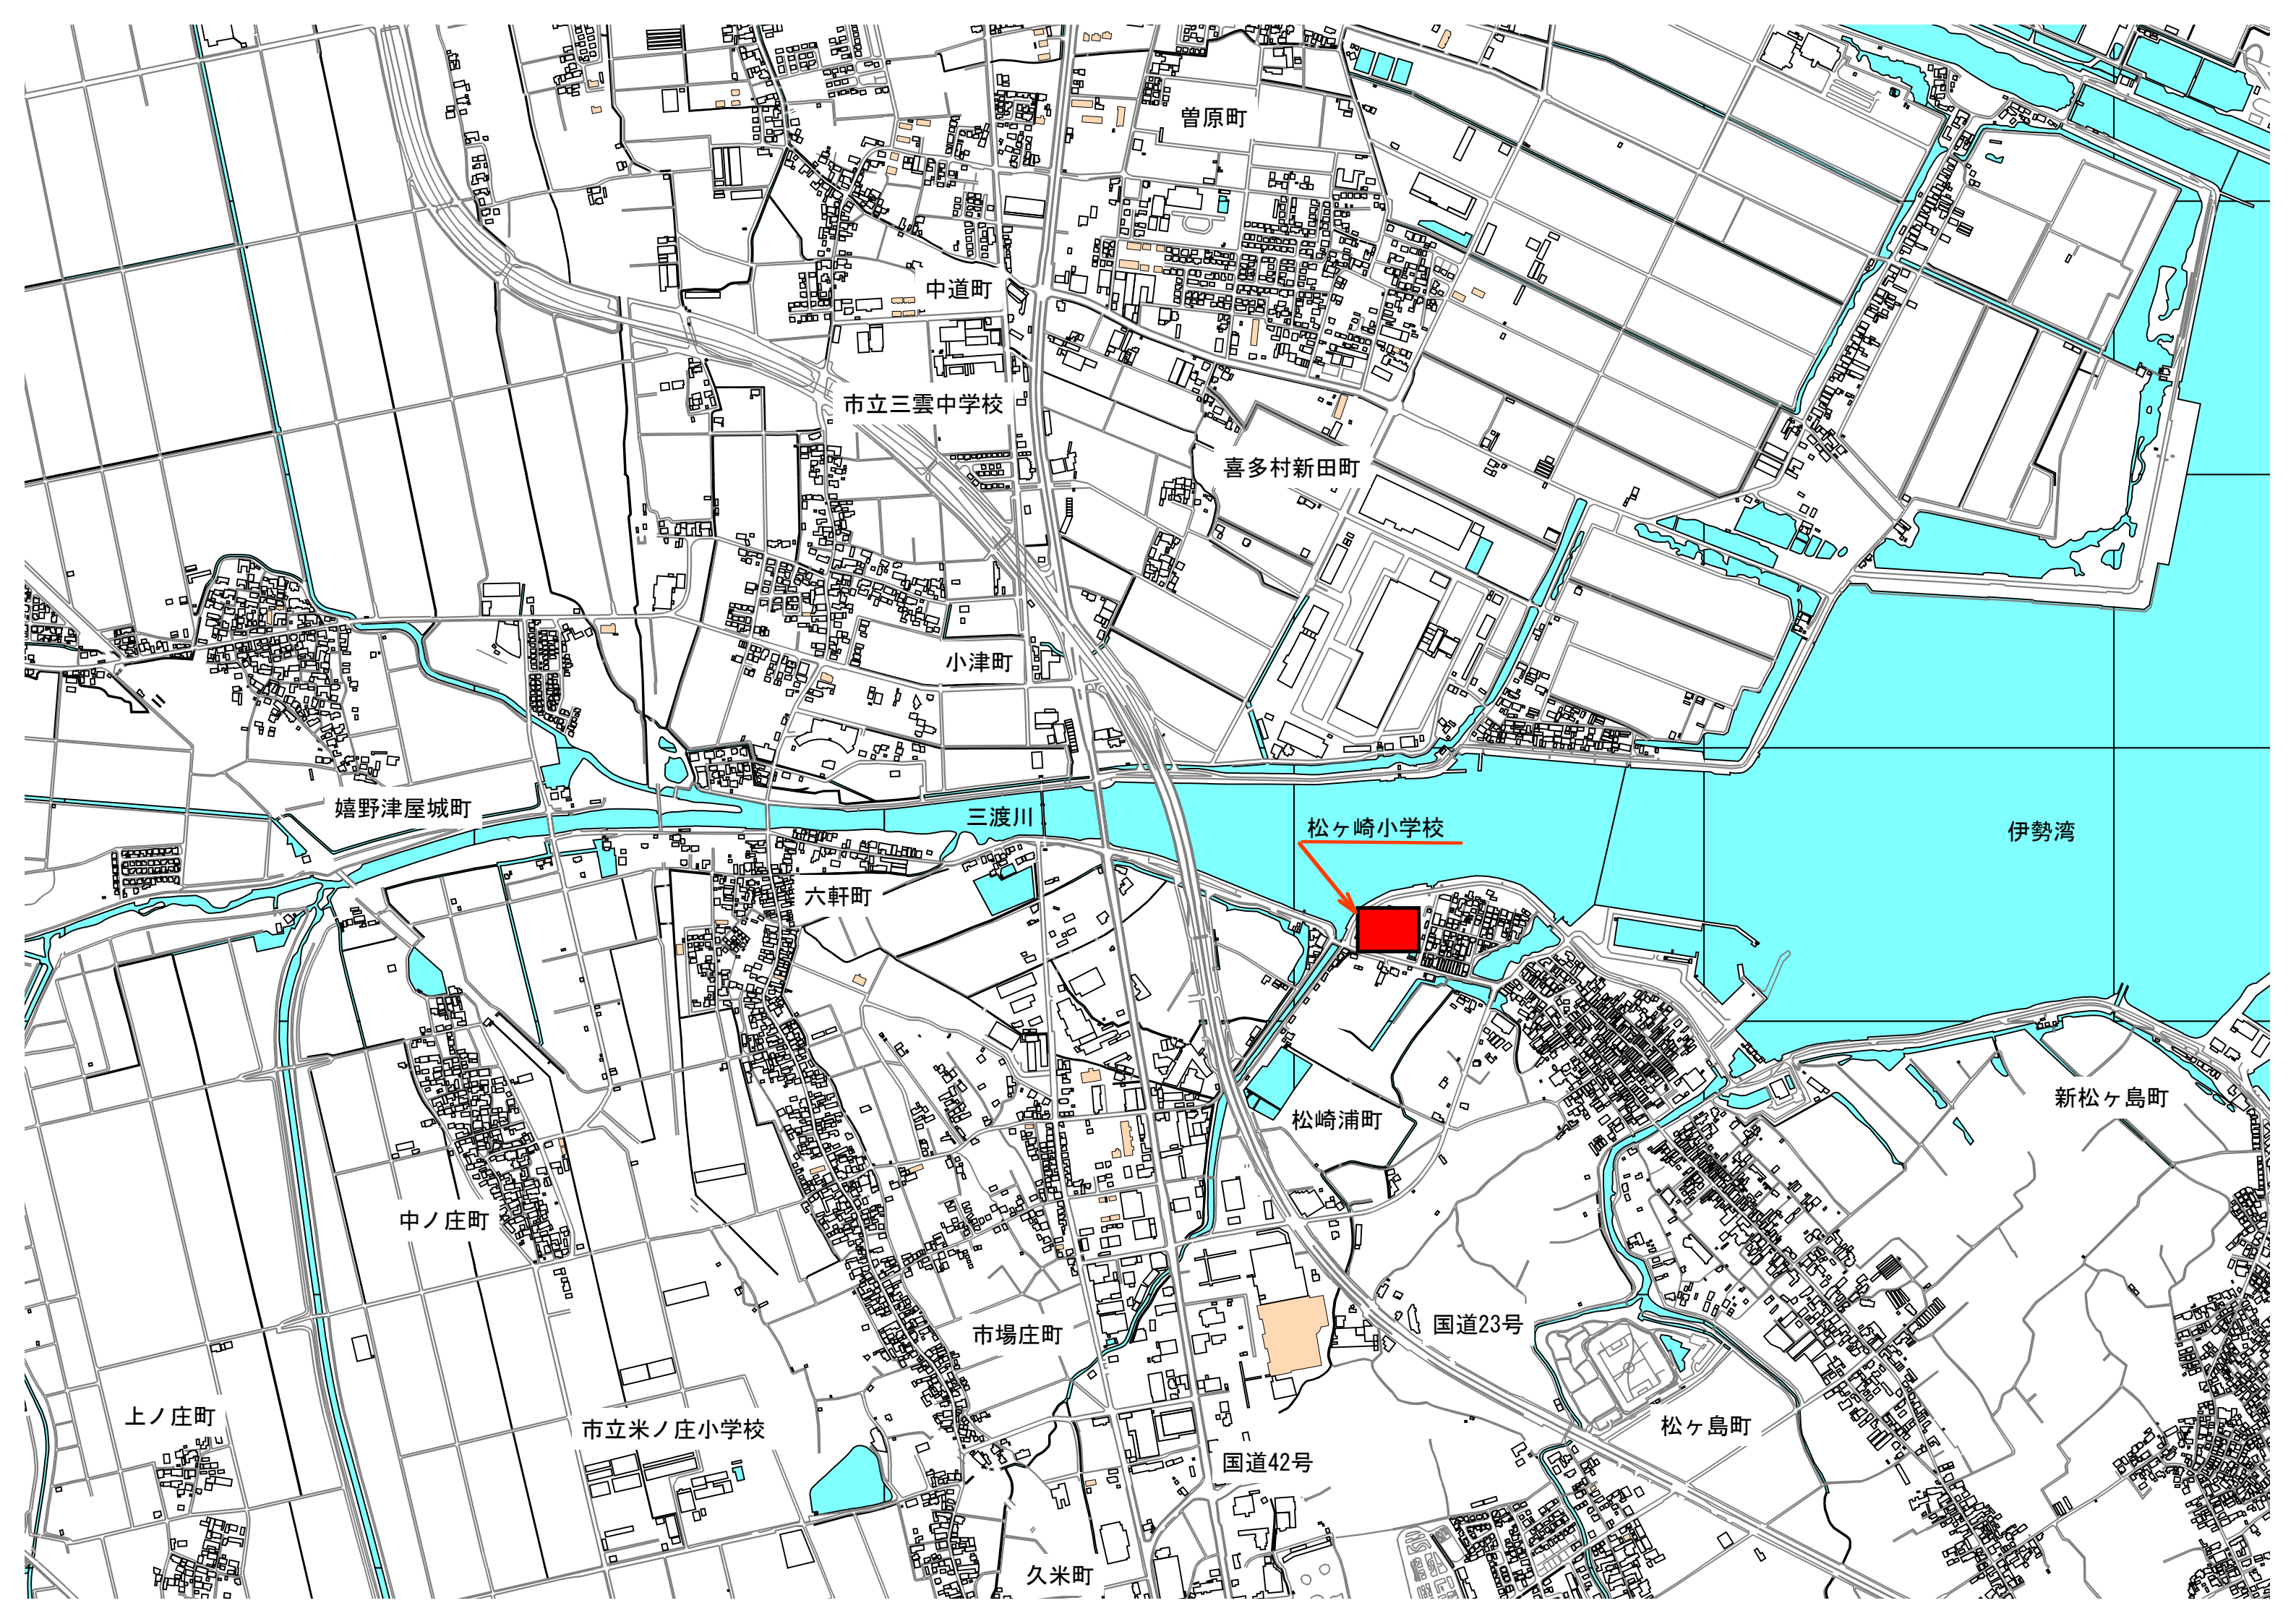 曽原町
中道町
市立三雲中学校
喜多村新田町
小津町
嬉野津屋城町
三渡川
松ヶ崎小学校
伊勢湾
六軒町
新松ヶ島町
松崎浦町
中ノ庄町
国道23号
市場庄町
上ノ庄町
市立米ノ庄小学校
松ヶ島町
国道42号
久米町